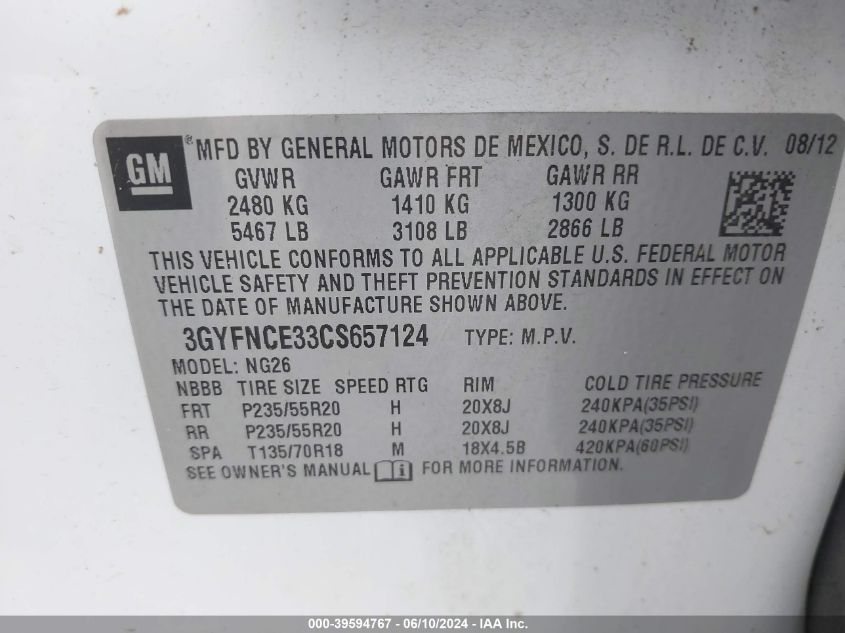 GM ® MFD BY GENERAL MOTORS DE MEXICO, S. DE R.L. DE C.V. 08/12
GVWR GAWR FRT GAWR RR
2480 KG 1410 KG 1300 KG
5467 LB 3108 LB 2866 LB
THIS VEHICLE CONFORMS TO ALL APPLICABLE U.S. FEDERAL MOTOR
VEHICLE SAFETY AND THEFT PREVENTION STANDARDS IN EFFECT ON
THE DATE OF MANUFACTURE SHOWN ABOVE.
3GYFNCE33CS657124 TYPE: M.P.V.
MODEL: NG26
NBBB TIRE SIZE SPEED RTG RIM COLD TIRE PRESSURE
FRT P235/55R20 H 20X8J 240KPA(35PSI)
RR P235/55R20 H 20X8J 240KPA(35PSI)
SPA T135/70R18 M 18X4.5B 420KPA(60PSI)
SEE OWNER'S MANUAL i FOR MORE INFORMATION.
000-39594767 - 06/10/2024 - IAA Inc.